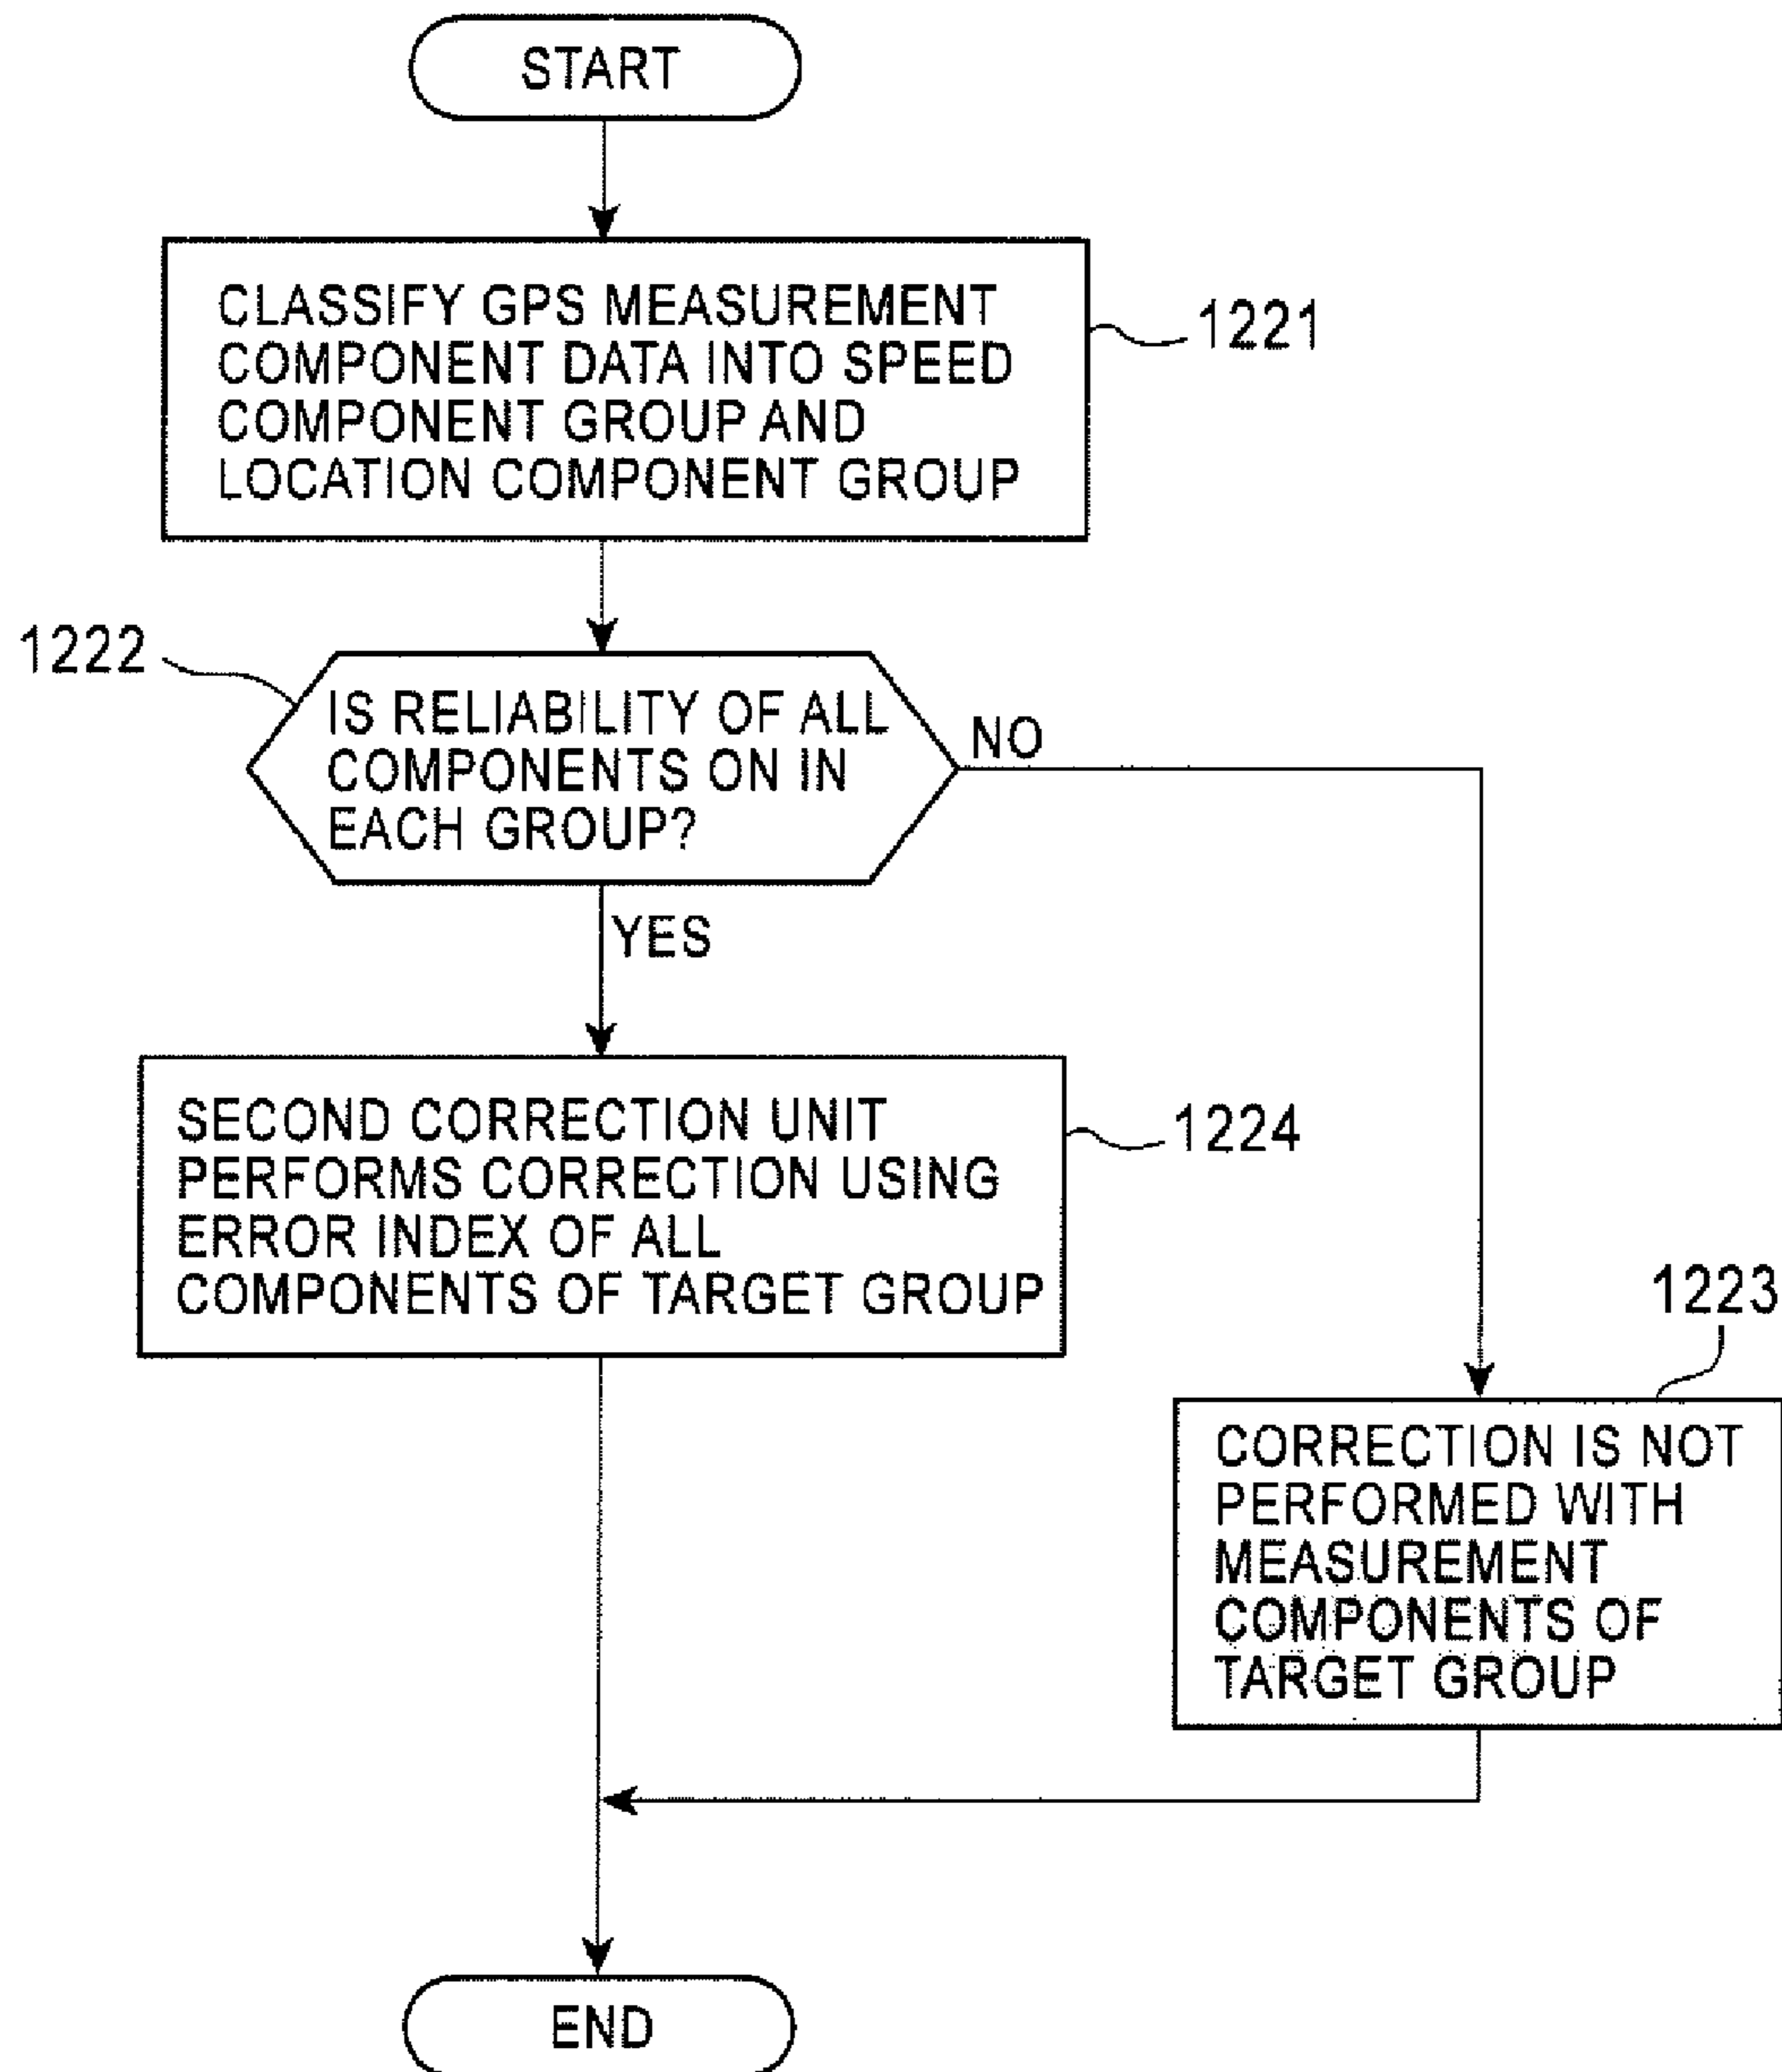 START
CLASSIFY GPS MEASUREMENT
COMPONENT DATA INTO SPEED
COMPONENT GROUP AND
LOCATION COMPONENT GROUP
1221
1222
IS RELIABILITY OF ALL
COMPONENTS ON IN
EACH GROUP?
NO
YES
SECOND CORRECTION UNIT
PERFORMS CORRECTION USING
ERROR INDEX OF ALL
COMPONENTS OF TARGET GROUP
1224
1223
CORRECTION IS NOT
PERFORMED WITH
MEASUREMENT
COMPONENTS OF
TARGET GROUP
END